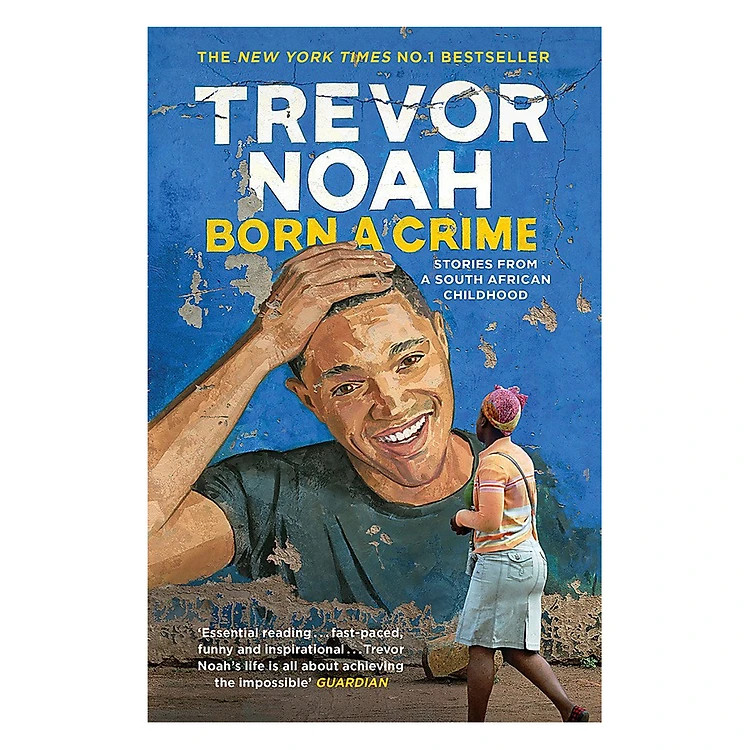 THE NEW YORK TIMES NO.1 BESTSELLER
TREVOR
NOAH
BORN A CRIME
STORIES FROM
A SOUTH AFRICAN
CHILDHOOD
‘Essential reading . . . fast-paced,
funny and inspirational . . . Trevor
Noah’s life is all about achieving
the impossible’ GUARDIAN